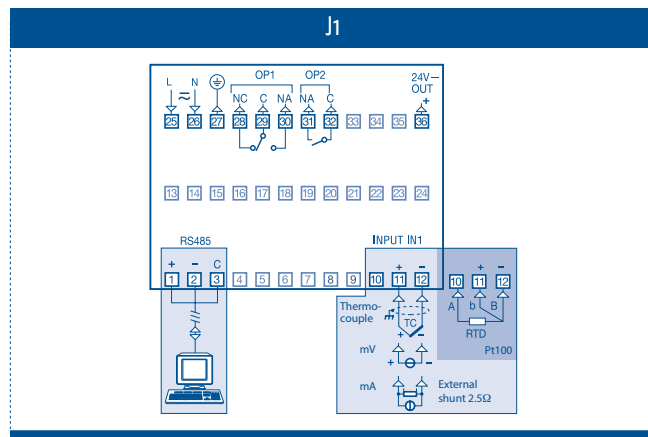 J1
L N OP1 OP2 24V
OUT
≈
NC C NA NA C +
25 26 27 28 29 30 31 32 33 34 35 36
13 14 15 16 17 18 19 20 21 22 23 24
RS485 INPUT IN1
+ − C + − + −
1 2 3 4 5 6 7 8 9 10 11 12 10 11 12
Thermo-
couple
TC
+ −
A b B
RTD
Pt100
mV
+ −
mA
External
shunt 2.5Ω